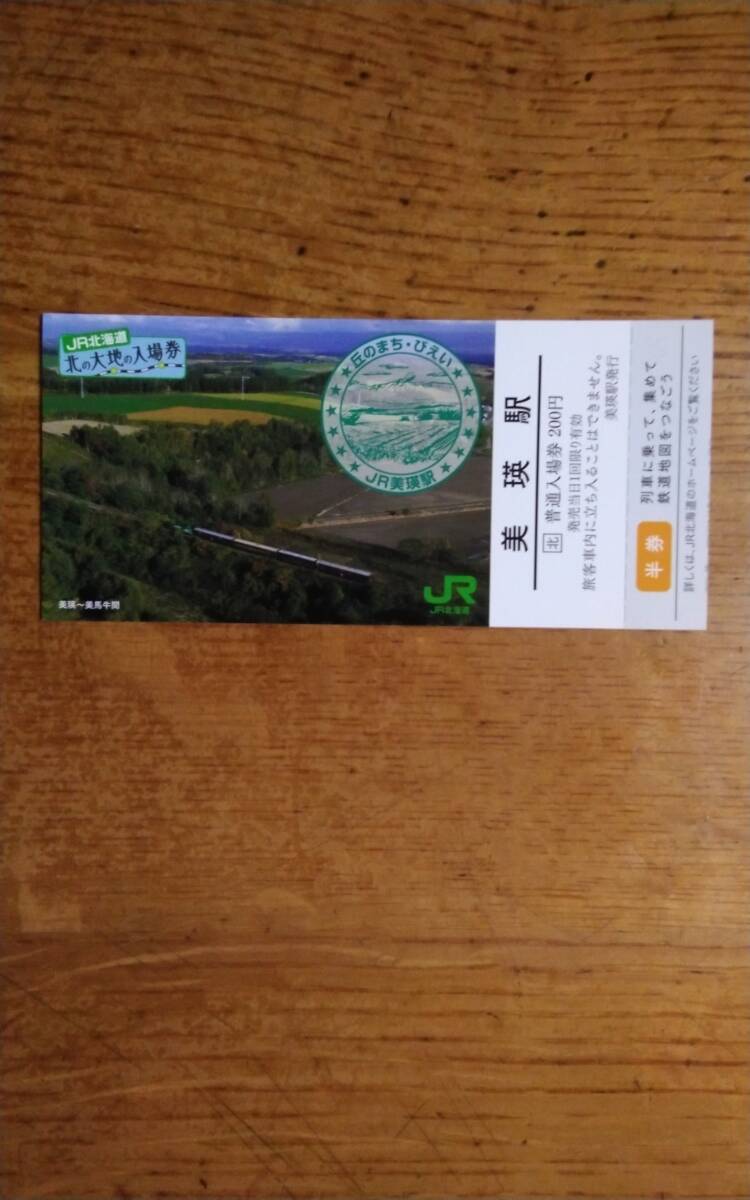 JR北海道
北の大地の入場券
丘のまち・びえい
JR美瑛駅
美瑛～美馬牛間
JR
JR北海道
美瑛駅
北 普通入場券 200円
発売当日1回限り有効
旅客車内に立ち入ることはできません。
美瑛駅発行
半券
列車に乗って、集めて
鉄道地図をつなごう
詳しくは、JR北海道のホームページをご覧ください